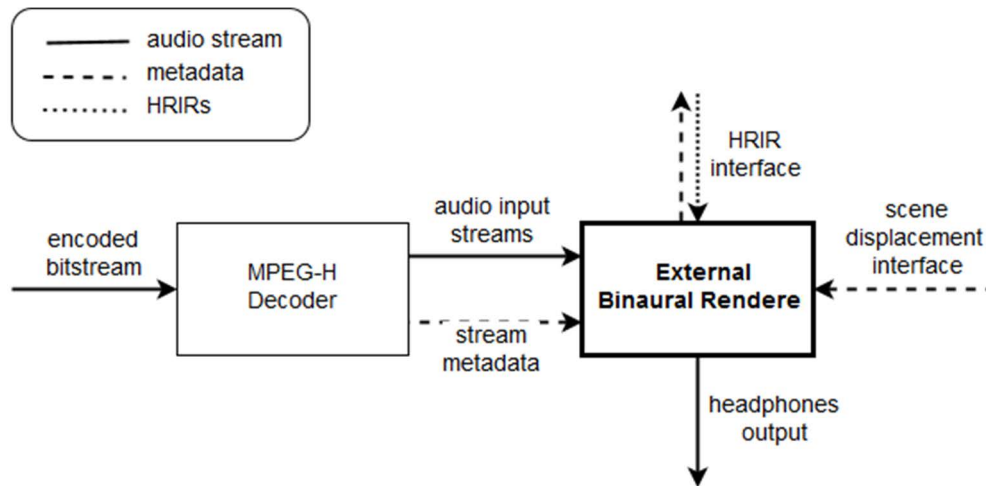 audio stream
metadata
HRIRs
HRIR
interface
encoded
bitstream
MPEG-H
Decoder
audio input
streams
stream
metadata
External
Binaural Rendere
scene
displacement
interface
headphones
output